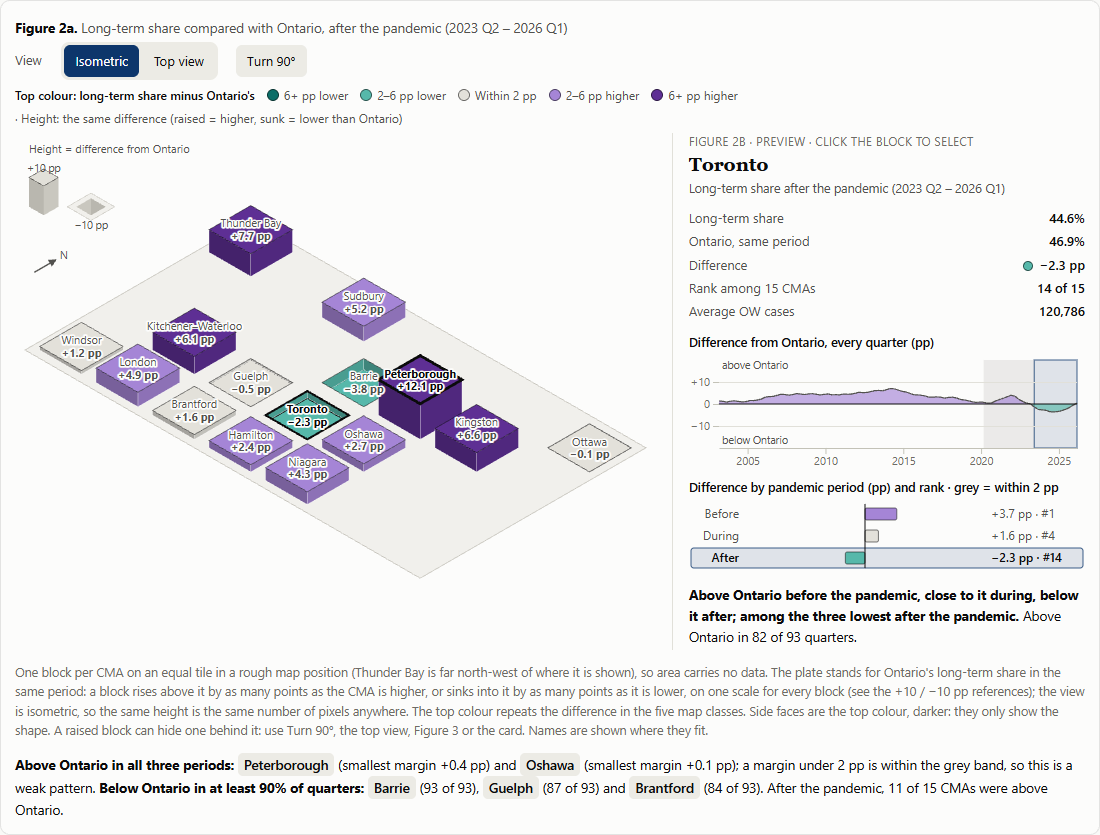 Figure 2a. Long-term share compared with Ontario, after the pandemic (2023 Q2 – 2026 Q1)
View Isometric Top view Turn 90°
Top colour: long-term share minus Ontario's 6+ pp lower 2–6 pp lower Within 2 pp 2–6 pp higher 6+ pp higher
· Height: the same difference (raised = higher, sunk = lower than Ontario)
Height = difference from Ontario
+10 pp
−10 pp
N
Thunder Bay
+7.7 pp
Sudbury
+5.2 pp
Kitchener–Waterloo
+6.1 pp
Windsor
+1.2 pp
London
+4.9 pp
Guelph
−0.5 pp
Barrie
−3.8 pp
Peterborough
+12.1 pp
Brantford
+1.6 pp
Toronto
−2.3 pp
Kingston
+6.6 pp
Hamilton
+2.4 pp
Oshawa
+2.7 pp
Ottawa
−0.1 pp
Niagara
+4.3 pp
FIGURE 2B · PREVIEW · CLICK THE BLOCK TO SELECT
Toronto
Long-term share after the pandemic (2023 Q2 – 2026 Q1)
Long-term share 44.6%
Ontario, same period 46.9%
Difference −2.3 pp
Rank among 15 CMAs 14 of 15
Average OW cases 120,786
Difference from Ontario, every quarter (pp)
above Ontario
+10
0
−10
below Ontario
2005 2010 2015 2020 2025
Difference by pandemic period (pp) and rank · grey = within 2 pp
Before +3.7 pp · #1
During +1.6 pp · #4
After −2.3 pp · #14
Above Ontario before the pandemic, close to it during, below
it after; among the three lowest after the pandemic. Above
Ontario in 82 of 93 quarters.
One block per CMA on an equal tile in a rough map position (Thunder Bay is far north-west of where it is shown), so area carries no data. The plate stands for Ontario's long-term share in the
same period: a block rises above it by as many points as the CMA is higher, or sinks into it by as many points as it is lower, on one scale for every block (see the +10 / −10 pp references); the view
is isometric, so the same height is the same number of pixels anywhere. The top colour repeats the difference in the five map classes. Side faces are the top colour, darker: they only show the
shape. A raised block can hide one behind it: use Turn 90°, the top view, Figure 3 or the card. Names are shown where they fit.
Above Ontario in all three periods: Peterborough (smallest margin +0.4 pp) and Oshawa (smallest margin +0.1 pp); a margin under 2 pp is within the grey band, so this is a
weak pattern. Below Ontario in at least 90% of quarters: Barrie (93 of 93), Guelph (87 of 93) and Brantford (84 of 93). After the pandemic, 11 of 15 CMAs were above
Ontario.